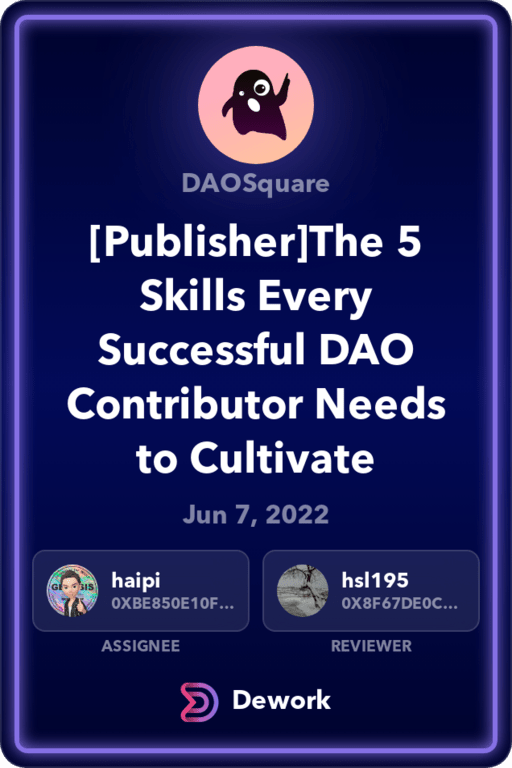 DAOSquare
[Publisher]The 5
Skills Every
Successful DAO
Contributor Needs
to Cultivate
Jun 7, 2022
haipi
0XBE850E10F...
ASSIGNEE
hsl195
0X8F67DE0C...
REVIEWER
Dework